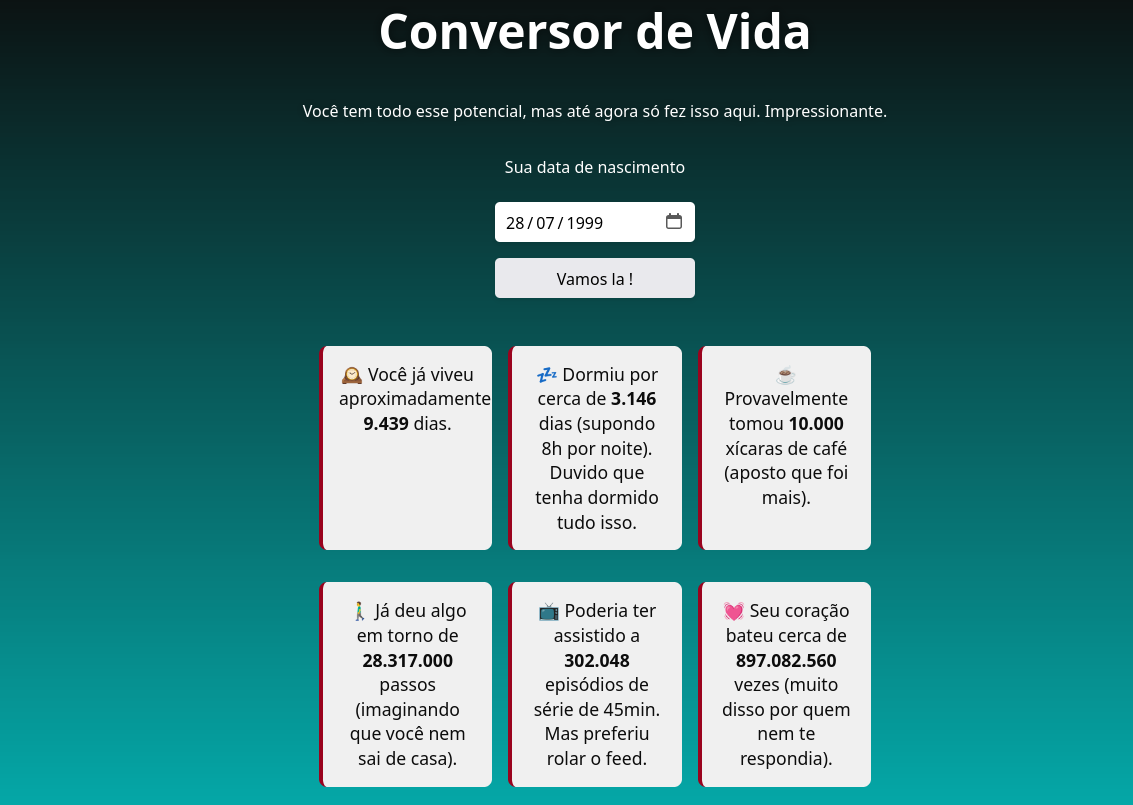 Conversor de Vida
Você tem todo esse potencial, mas até agora só fez isso aqui. Impressionante.
Sua data de nascimento
28/07/1999
Vamos la !
🕰️ Você já viveu
aproximadamente
9.439 dias.
💤 Dormiu por
cerca de 3.146
dias (supondo
8h por noite).
Duvido que
tenha dormido
tudo isso.
☕
Provavelmente
tomou 10.000
xícaras de café
(aposto que foi
mais).
🚶‍♂️ Já deu algo
em torno de
28.317.000
passos
(imaginando
que você nem
sai de casa).
📺 Poderia ter
assistido a
302.048
episódios de
série de 45min.
Mas preferiu
rolar o feed.
💓 Seu coração
bateu cerca de
897.082.560
vezes (muito
disso por quem
nem te
respondia).